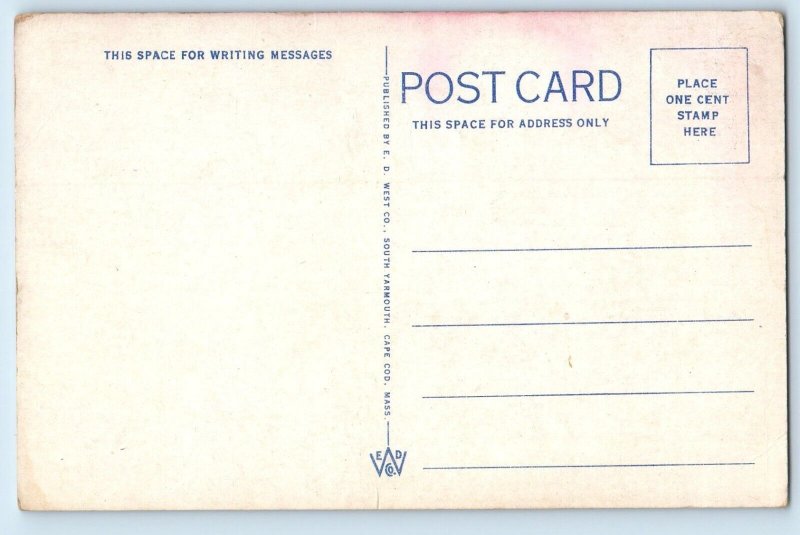 THIS SPACE FOR WRITING MESSAGES
PUBLISHED BY E. D. WEST CO., SOUTH YARMOUTH, CAPE COD, MASS.
E D
W Co.
POST CARD
THIS SPACE FOR ADDRESS ONLY
PLACE
ONE CENT
STAMP
HERE